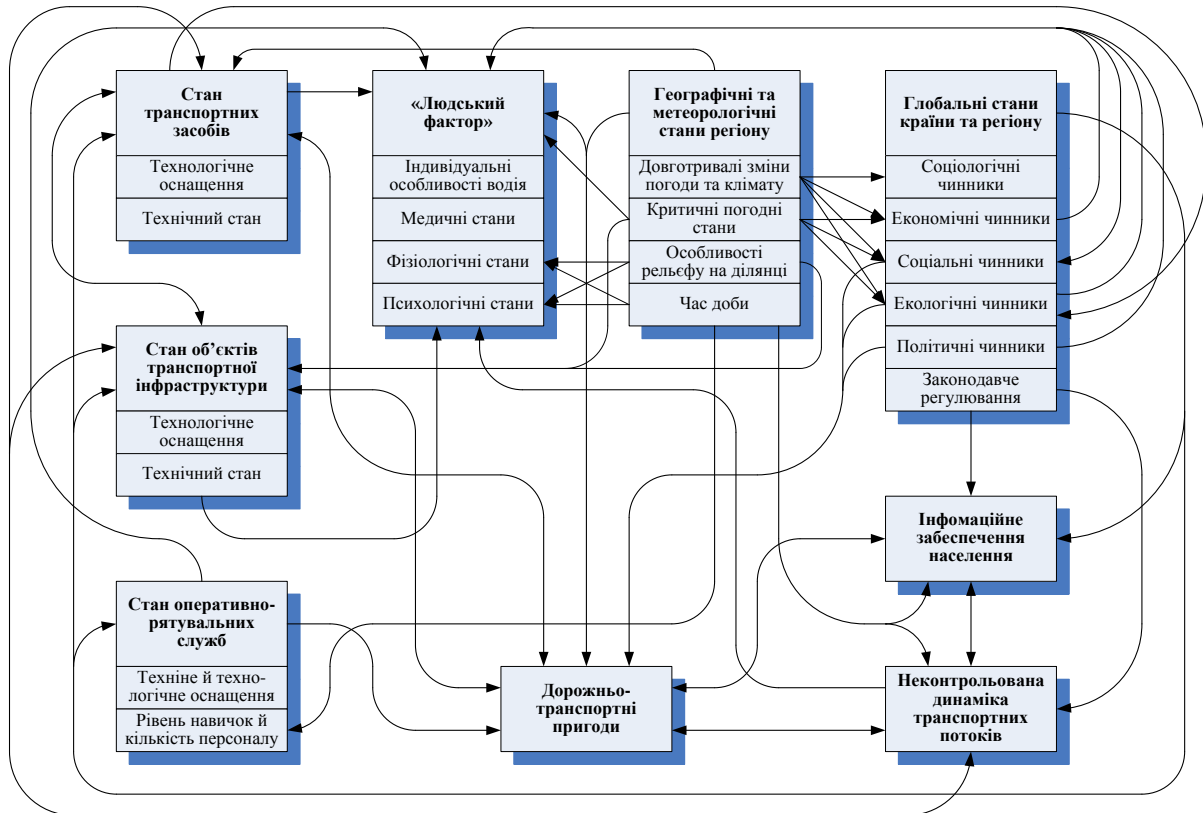 Стан
транспортних
засобів
Технологічне
оснащення
Технічний стан
«Людський
фактор»
Індивідуальні
особливості водія
Медичні стани
Фізіологічні стани
Психологічні стани
Географічні та
метеорологічні
стани регіону
Довготривалі зміни
погоди та клімату
Критичні погодні
стани
Особливості
рельєфу на ділянці
Час доби
Глобальні стани
країни та регіону
Соціологічні
чинники
Економічні чинники
Соціальні чинники
Екологічні чинники
Політичні чинники
Законодавче
регулювання
Стан об’єктів
транспортної
інфраструктури
Технологічне
оснащення
Технічний стан
Інфомаційне
забеспечення
населення
Стан оперативно-
рятувальних
служб
Техніне й техно-
логічне оснащення
Рівень навичок й
кількість персоналу
Дорожньо-
транспортні
пригоди
Неконтрольована
динаміка
транспортних
потоків